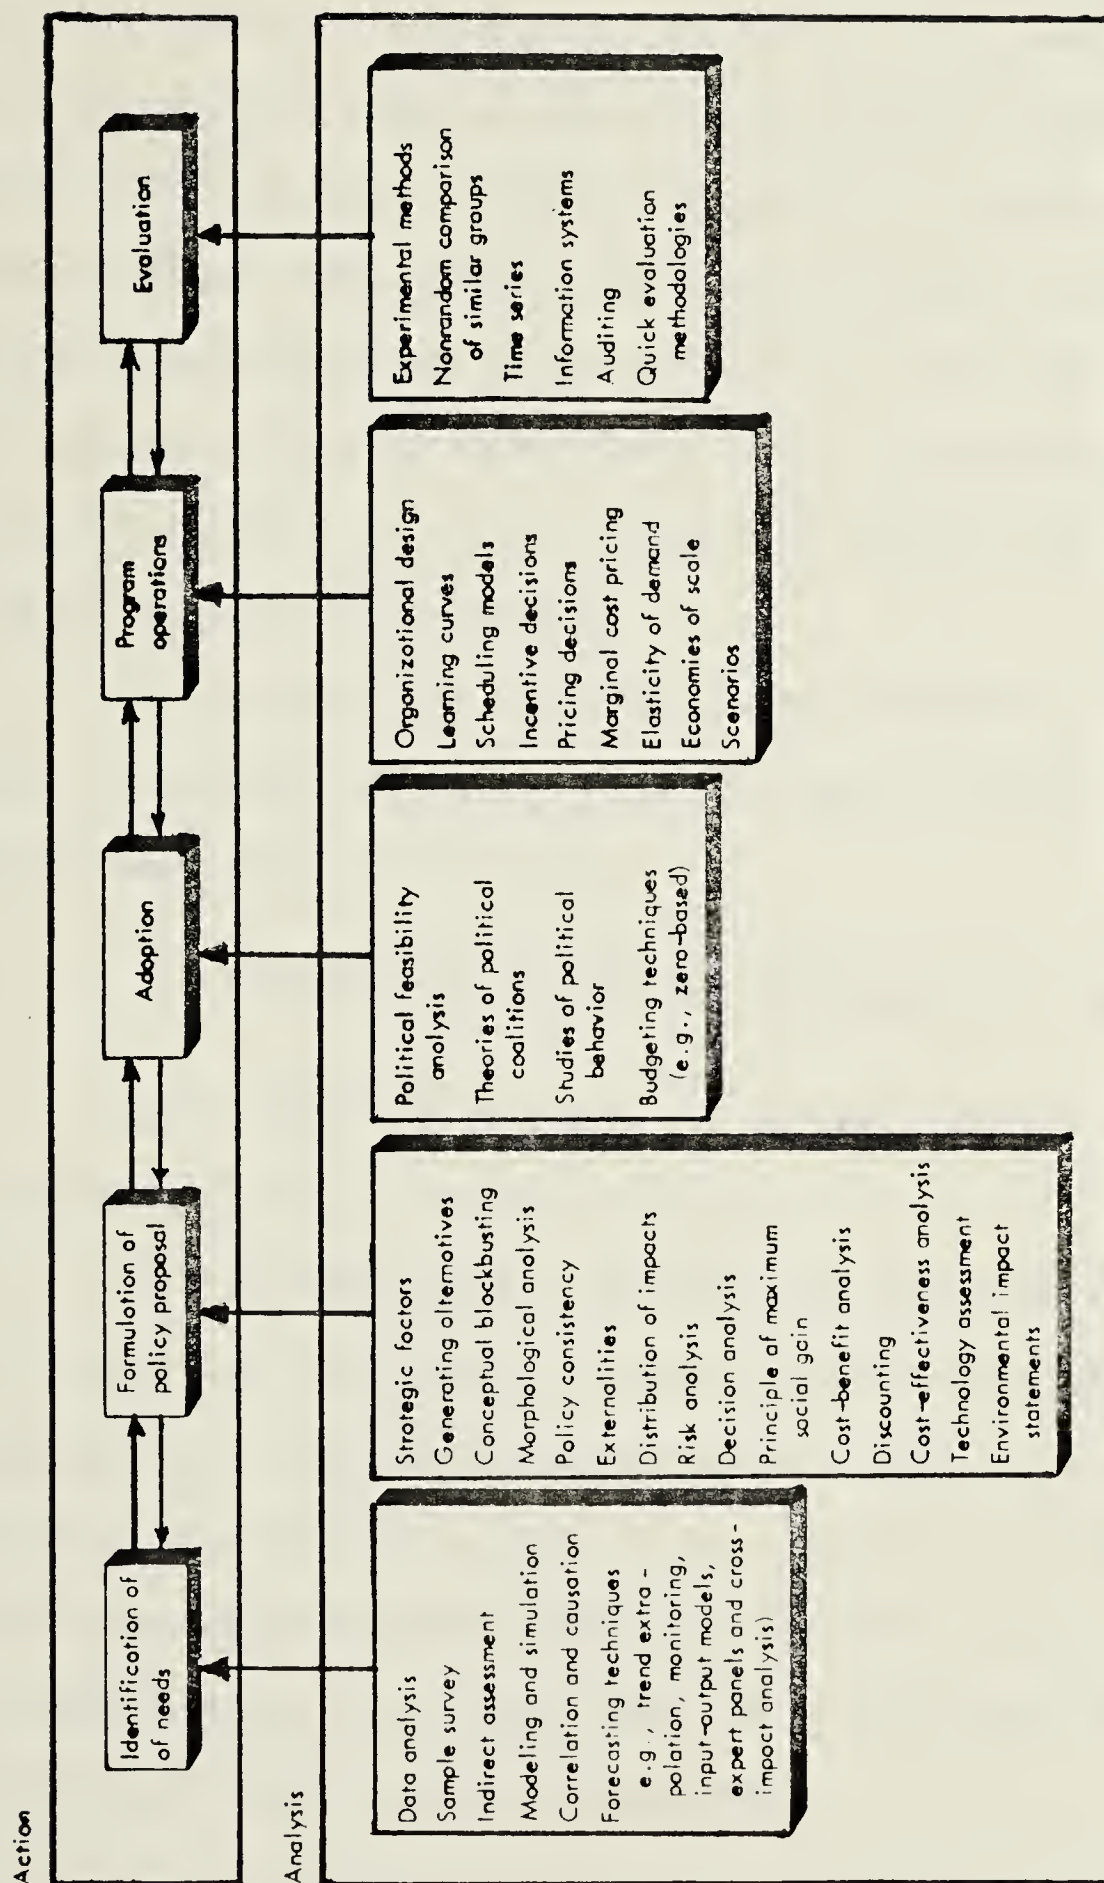 Action
Identification of
of needs
Formulation of
policy proposal
Adoption
Program
operations
Evaluation
Analysis
Data analysis
Sample survey
Indirect assessment
Modeling and simulation
Correlation and causation
Forecasting techniques
e.g., trend extra-
polation, monitoring,
input-output models,
expert panels and cross-
impact analysis)
Strategic factors
Generating alternatives
Conceptual blockbusting
Morphological analysis
Policy consistency
Externalities
Distribution of impacts
Risk analysis
Decision analysis
Principle of maximum
social gain
Cost-benefit analysis
Discounting
Cost-effectiveness analysis
Technology assessment
Environmental impact
statements
Political feasibility
analysis
Theories of political
coalitions
Studies of political
behavior
Budgeting techniques
(e.g., zero-based)
Organizational design
Learning curves
Scheduling models
Incentive decisions
Pricing decisions
Marginal cost pricing
Elasticity of demand
Economies of scale
Scenarios
Experimental methods
Nonrandom comparison
of similar groups
Time series
Information systems
Auditing
Quick evaluation
methodologies